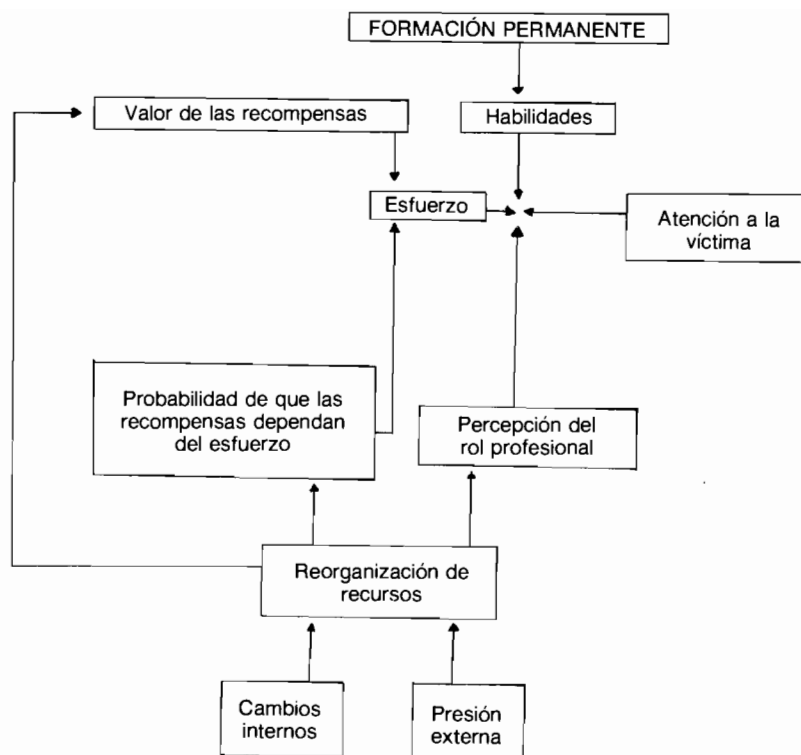 FORMACIÓN PERMANENTE
Valor de las recompensas
Habilidades
Esfuerzo
Atención a la
víctima
Probabilidad de que las
recompensas dependan
del esfuerzo
Percepción del
rol profesional
Reorganización de
recursos
Cambios
internos
Presión
externa